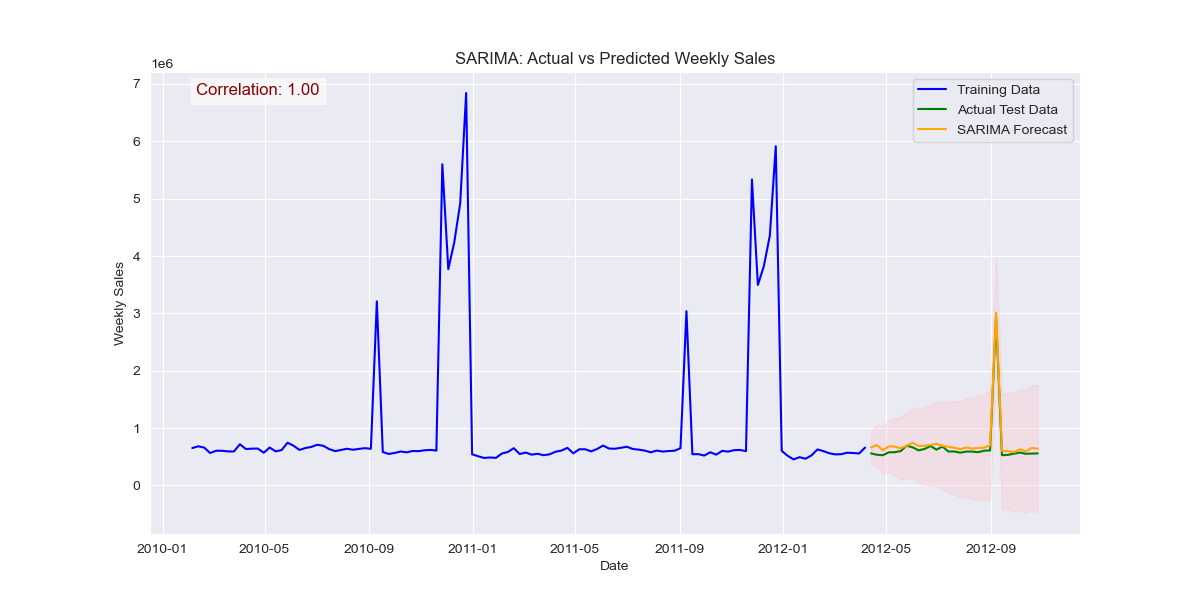 SARIMA: Actual vs Predicted Weekly Sales
1e6
Correlation: 1.00
Training Data
Actual Test Data
SARIMA Forecast
7
6
5
4
3
2
1
0
Weekly Sales
2010-01 2010-05 2010-09 2011-01 2011-05 2011-09 2012-01 2012-05 2012-09
Date